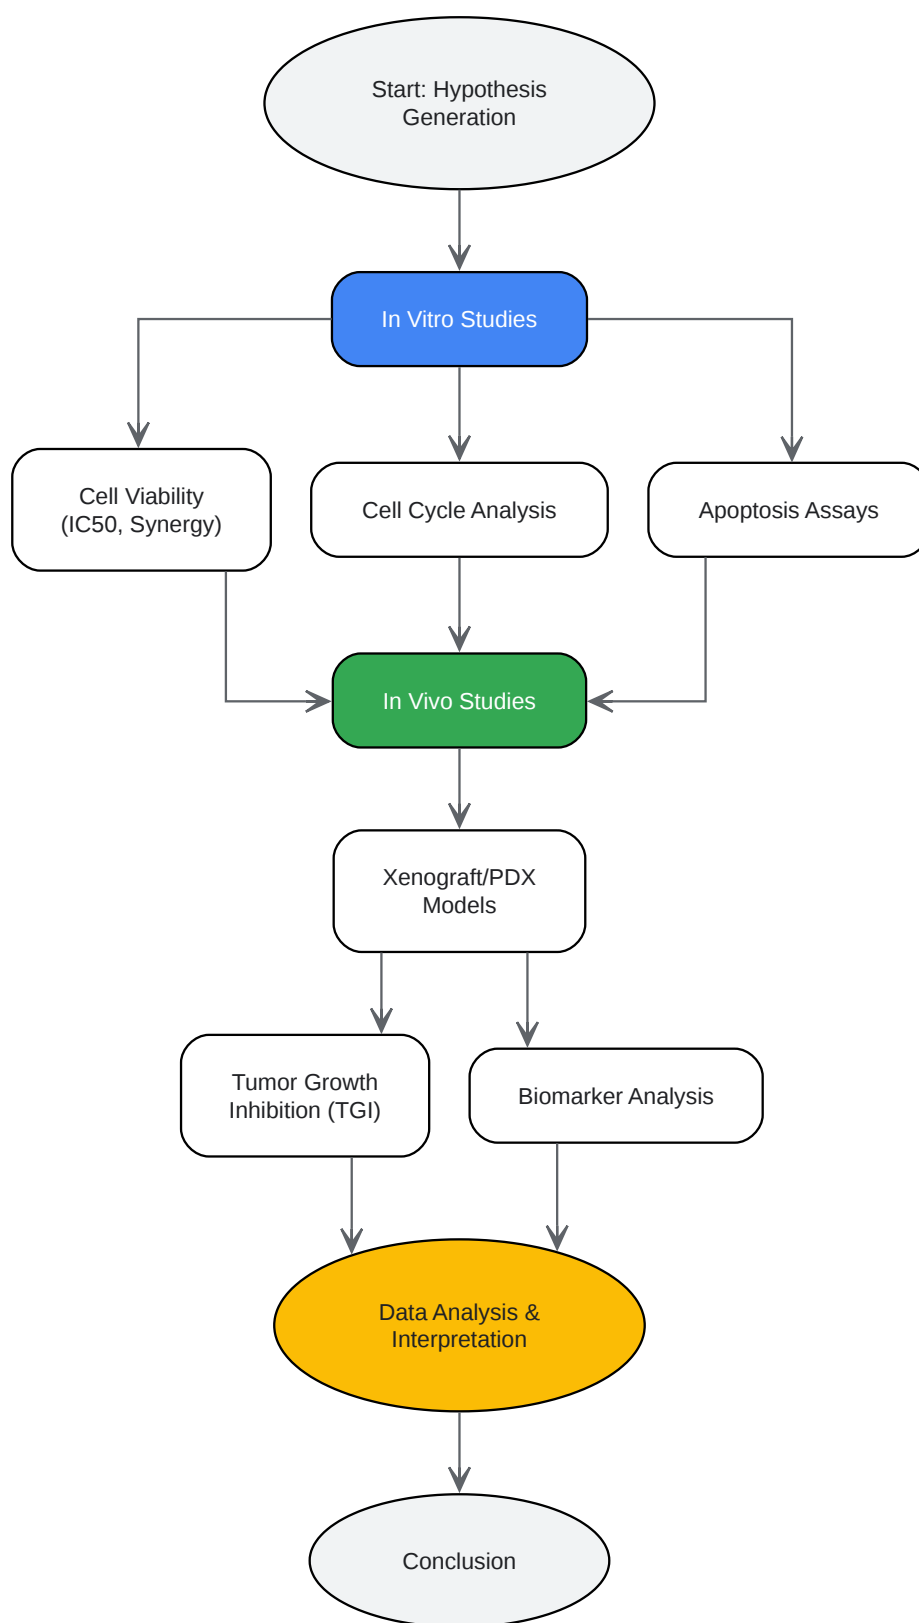 Start: Hypothesis
Generation
In Vitro Studies
Cell Viability
(IC50, Synergy)
Cell Cycle Analysis
Apoptosis Assays
In Vivo Studies
Xenograft/PDX
Models
Tumor Growth
Inhibition (TGI)
Biomarker Analysis
Data Analysis &
Interpretation
Conclusion